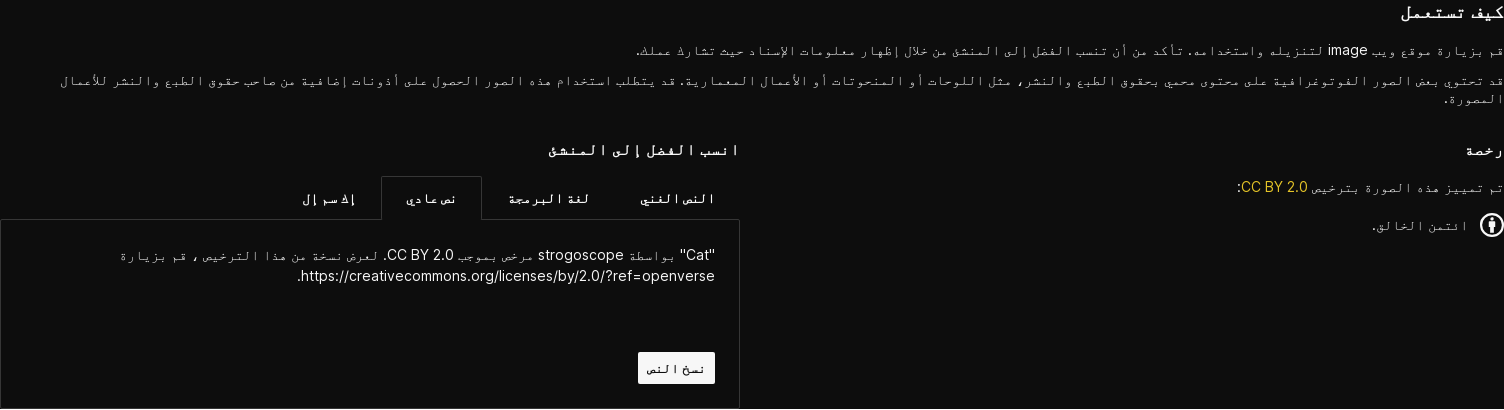 كيف تستعمل
قم بزيارة موقع ويب image لتنزيله واستخدامه. تأكد من أن تنسب الفضل إلى المنشئ من خلال إظهار معلومات الإسناد حيث تشارك عملك.
قد تحتوي بعض الصور الفوتوغرافية على محتوى محمي بحقوق الطبع والنشر، مثل اللوحات أو المنحوتات أو الأعمال المعمارية. قد يتطلب استخدام هذه الصور الحصول على أذونات إضافية من صاحب حقوق الطبع والنشر للأعمال
المصورة.
رخصة
تم تمييز هذه الصورة بترخيص CC BY 2.0:
ائتمن الخالق.
انسب الفضل إلى المنشئ
النص الغني
لغة البرمجة
نص عادي
إك سم إل
"Cat" بواسطة strogoscope مرخص بموجب CC BY 2.0. لعرض نسخة من هذا الترخيص ، قم بزيارة
https://creativecommons.org/licenses/by/2.0/?ref=openverse.
نسخ النص